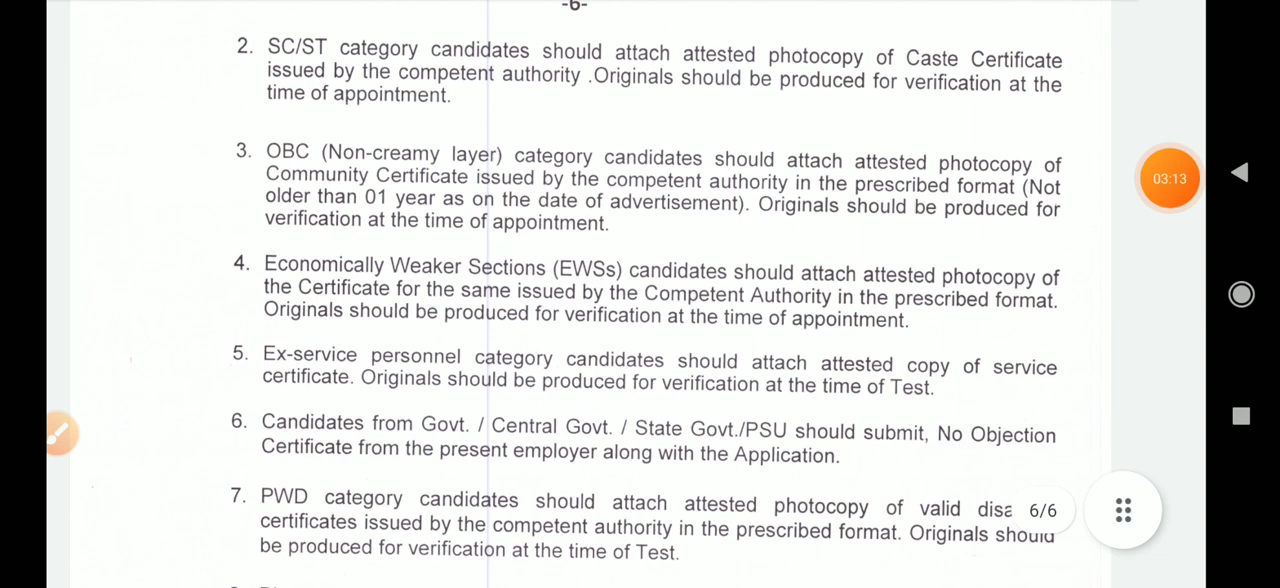 -6-
2. SC/ST category candidates should attach attested photocopy of Caste Certificate
issued by the competent authority .Originals should be produced for verification at the
time of appointment.
3. OBC (Non-creamy layer) category candidates should attach attested photocopy of
Community Certificate issued by the competent authority in the prescribed format (Not
older than 01 year as on the date of advertisement). Originals should be produced for
verification at the time of appointment.
03:13
4. Economically Weaker Sections (EWSs) candidates should attach attested photocopy of
the Certificate for the same issued by the Competent Authority in the prescribed format.
Originals should be produced for verification at the time of appointment.
5. Ex-service personnel category candidates should attach attested copy of service
certificate. Originals should be produced for verification at the time of Test.
6. Candidates from Govt. / Central Govt. / State Govt./PSU should submit, No Objection
Certificate from the present employer along with the Application.
7. PWD category candidates should attach attested photocopy of valid
6/6
certificates issued by the competent authority in the prescribed format. Originals should
be produced for verification at the time of Test.